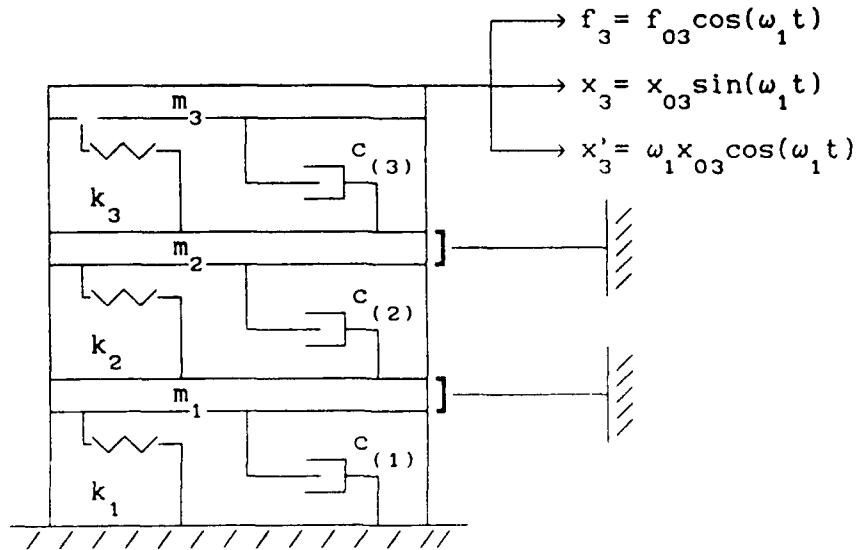 f₃= f₀₃cos(ω₁t)
x₃= x₀₃sin(ω₁t)
x'₃= ω₁x₀₃cos(ω₁t)
m₃
c₍₃₎
k₃
m₂
c₍₂₎
k₂
m₁
c₍₁₎
k₁